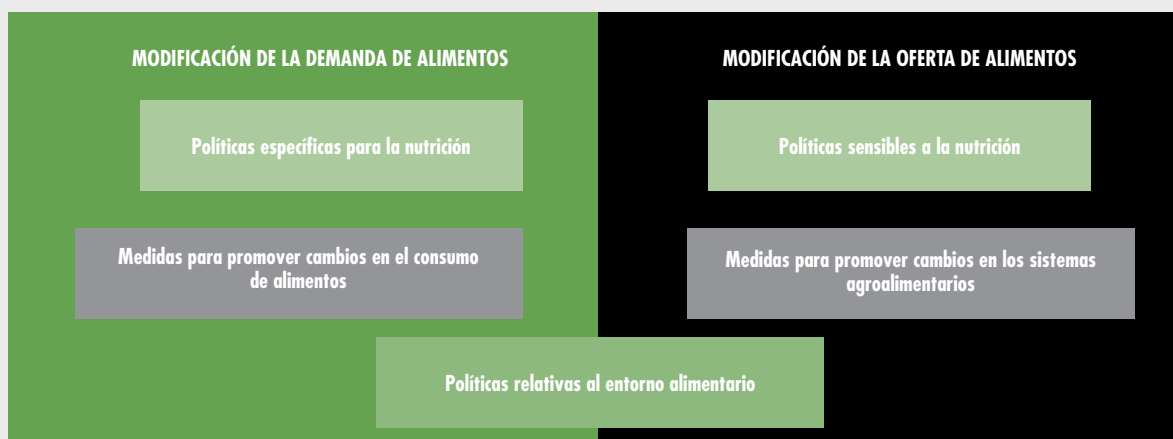 MODIFICACIÓN DE LA DEMANDA DE ALIMENTOS
Políticas específicas para la nutrición
Medidas para promover cambios en el consumo
de alimentos
MODIFICACIÓN DE LA OFERTA DE ALIMENTOS
Políticas sensibles a la nutrición
Medidas para promover cambios en los sistemas
agroalimentarios
Políticas relativas al entorno alimentario